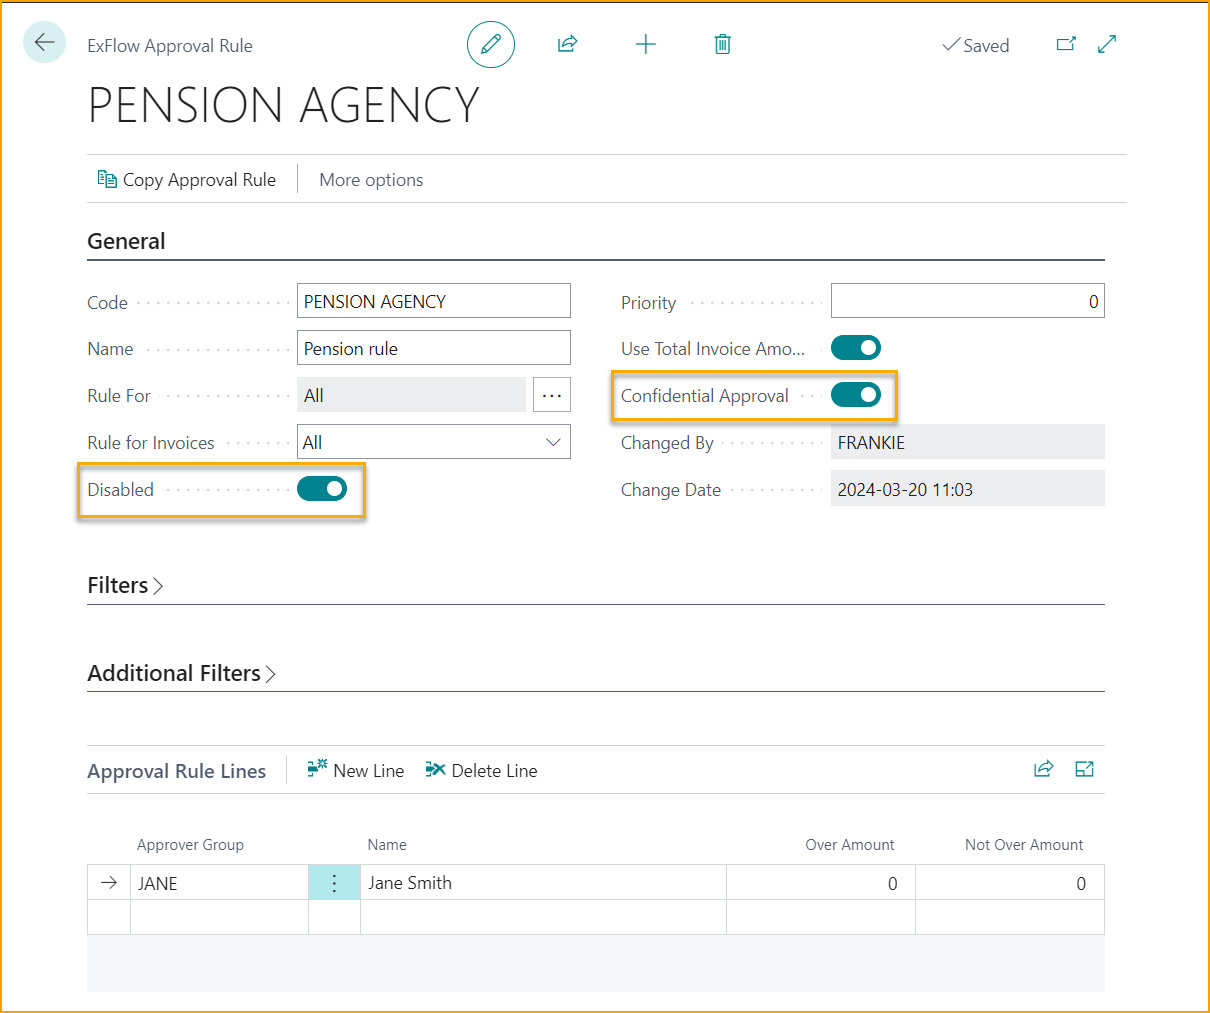 ExFlow Approval Rule
Saved
PENSION AGENCY
Copy Approval Rule
More options
General
Code
PENSION AGENCY
Priority
0
Name
Pension rule
Use Total Invoice Amo...
Rule For
All
Confidential Approval
Rule for Invoices
All
Changed By
FRANKIE
Disabled
Change Date
2024-03-20 11:03
Filters
Additional Filters
Approval Rule Lines
New Line
Delete Line
Approver Group
Name
Over Amount
Not Over Amount
JANE
Jane Smith
0
0